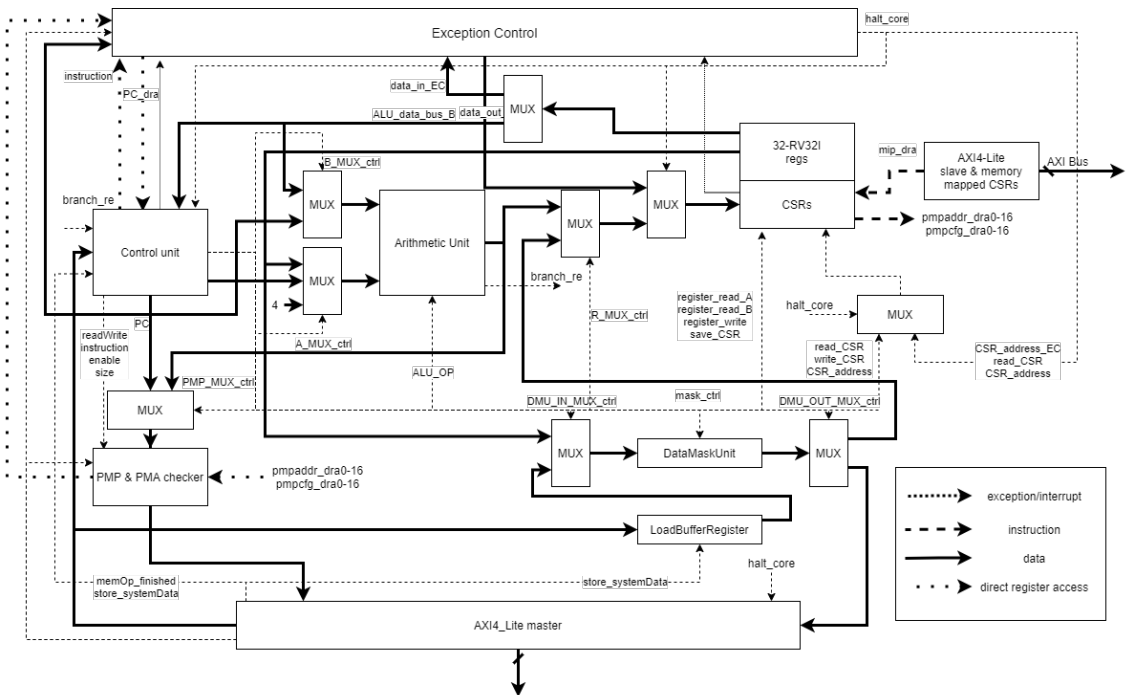 halt_core
Exception Control
instruction
PC_dra
data_in_EC
MUX
ALU_data_bus_B
data_out_
32-RV32I
regs
mip_dra
AXI4-Lite
slave & memory
mapped CSRs
AXI Bus
B_MUX_ctrl
MUX
MUX
CSRs
branch_re
MUX
pmpaddr_dra0-16
pmpcfg_dra0-16
Control unit
Arithmetic Unit
MUX
branch_re
4
register_read_A
register_read_B
register_write
save_CSR
halt_core
MUX
PC
R_MUX_ctrl
readWrite
instruction
enable
size
A_MUX_ctrl
read_CSR
write_CSR
CSR_address
CSR_address_EC
read_CSR
CSR_address
ALU_OP
PMP_MUX_ctrl
mask_ctrl
DMU_IN_MUX_ctrl
DMU_OUT_MUX_ctrl
MUX
MUX
DataMaskUnit
MUX
PMP & PMA checker
pmpaddr_dra0-16
pmpcfg_dra0-16
exception/interrupt
instruction
data
direct register access
LoadBufferRegister
halt_core
memOp_finished
store_systemData
store_systemData
AXI4_Lite master